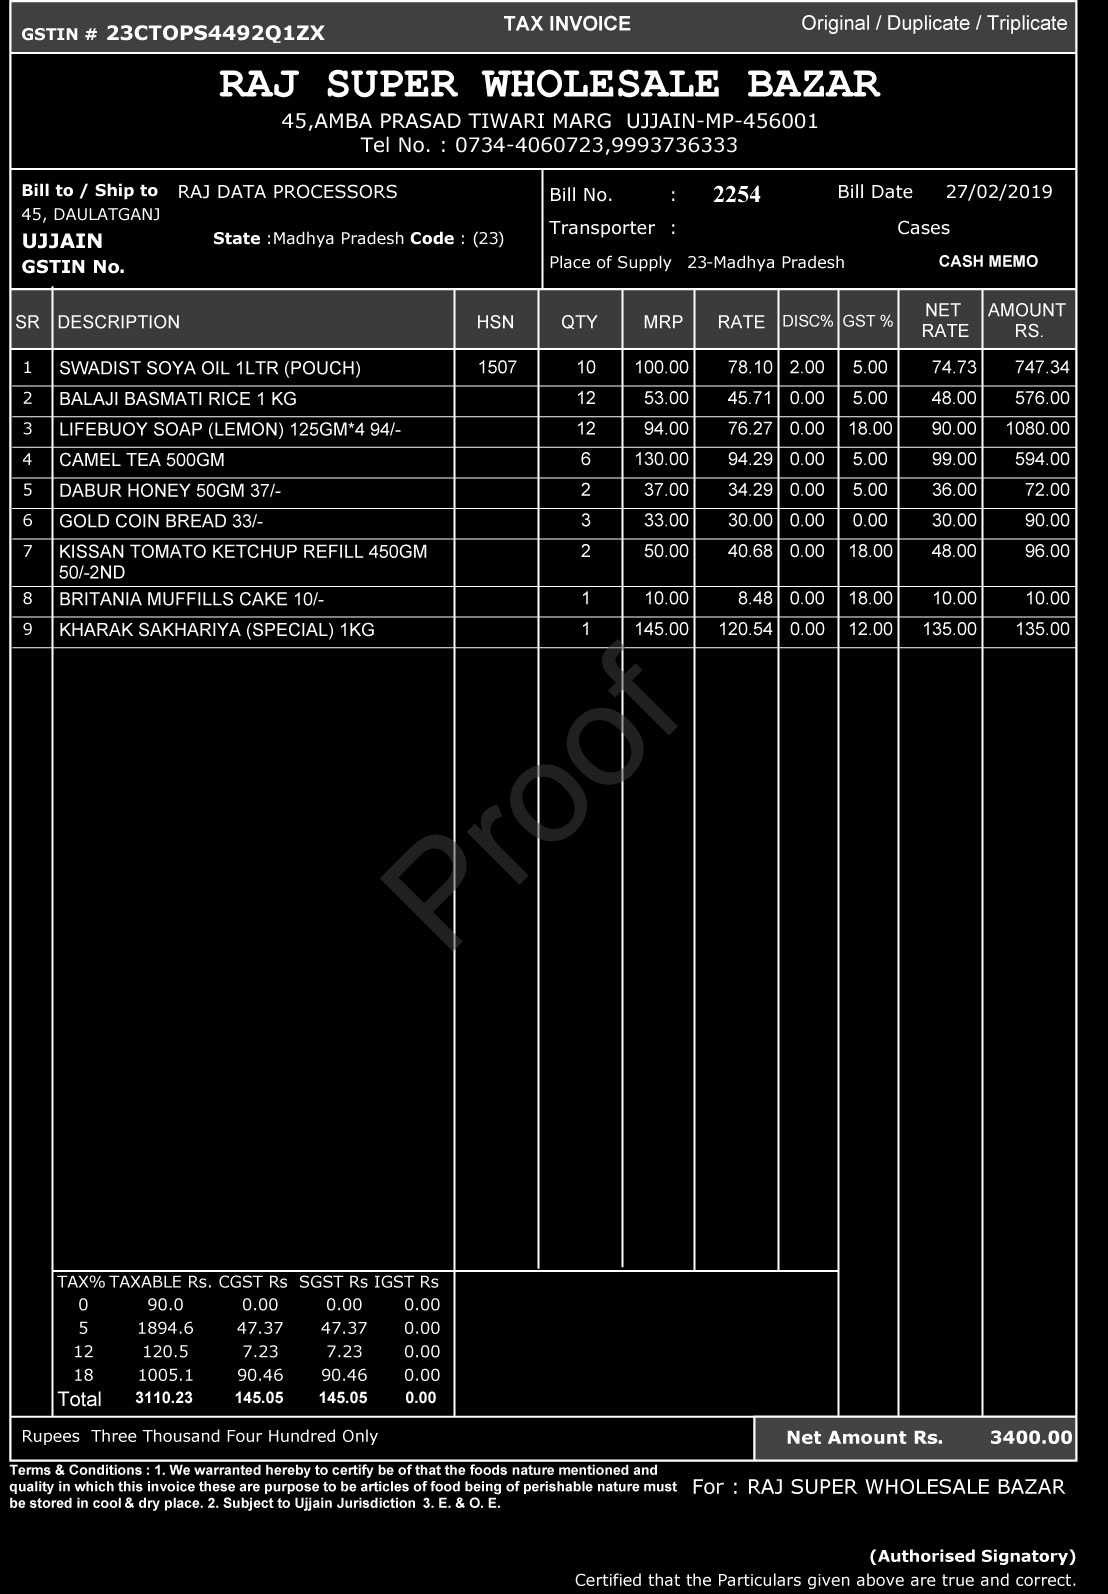 GSTIN # 23CTOPS4492Q1ZX TAX INVOICE Original / Duplicate / Triplicate
RAJ SUPER WHOLESALE BAZAR
45,AMBA PRASAD TIWARI MARG UJJAIN-MP-456001
Tel No. : 0734-4060723,9993736333
Bill to / Ship to RAJ DATA PROCESSORS
45, DAULATGANJ
UJJAIN State :Madhya Pradesh Code : (23)
GSTIN No.
Bill No. : 2254 Bill Date 27/02/2019
Transporter : Cases
Place of Supply 23-Madhya Pradesh CASH MEMO
SR DESCRIPTION HSN QTY MRP RATE DISC% GST % NET RATE AMOUNT RS.
1 SWADIST SOYA OIL 1LTR (POUCH) 1507 10 100.00 78.10 2.00 5.00 74.73 747.34
2 BALAJI BASMATI RICE 1 KG 12 53.00 45.71 0.00 5.00 48.00 576.00
3 LIFEBUOY SOAP (LEMON) 125GM*4 94/- 12 94.00 76.27 0.00 18.00 90.00 1080.00
4 CAMEL TEA 500GM 6 130.00 94.29 0.00 5.00 99.00 594.00
5 DABUR HONEY 50GM 37/- 2 37.00 34.29 0.00 5.00 36.00 72.00
6 GOLD COIN BREAD 33/- 3 33.00 30.00 0.00 0.00 30.00 90.00
7 KISSAN TOMATO KETCHUP REFILL 450GM 2 50.00 40.68 0.00 18.00 48.00 96.00
50/-2ND
8 BRITANIA MUFFILLS CAKE 10/- 1 10.00 8.48 0.00 18.00 10.00 10.00
9 KHARAK SAKHARIYA (SPECIAL) 1KG 1 145.00 120.54 0.00 12.00 135.00 135.00
Proof
TAX% TAXABLE Rs. CGST Rs SGST Rs IGST Rs
0 90.0 0.00 0.00 0.00
5 1894.6 47.37 47.37 0.00
12 120.5 7.23 7.23 0.00
18 1005.1 90.46 90.46 0.00
Total 3110.23 145.05 145.05 0.00
Rupees Three Thousand Four Hundred Only Net Amount Rs. 3400.00
Terms & Conditions : 1. We warranted hereby to certify be of that the foods nature mentioned and
quality in which this invoice these are purpose to be articles of food being of perishable nature must
be stored in cool & dry place. 2. Subject to Ujjain Jurisdiction 3. E. & O. E.
For : RAJ SUPER WHOLESALE BAZAR
(Authorised Signatory)
Certified that the Particulars given above are true and correct.